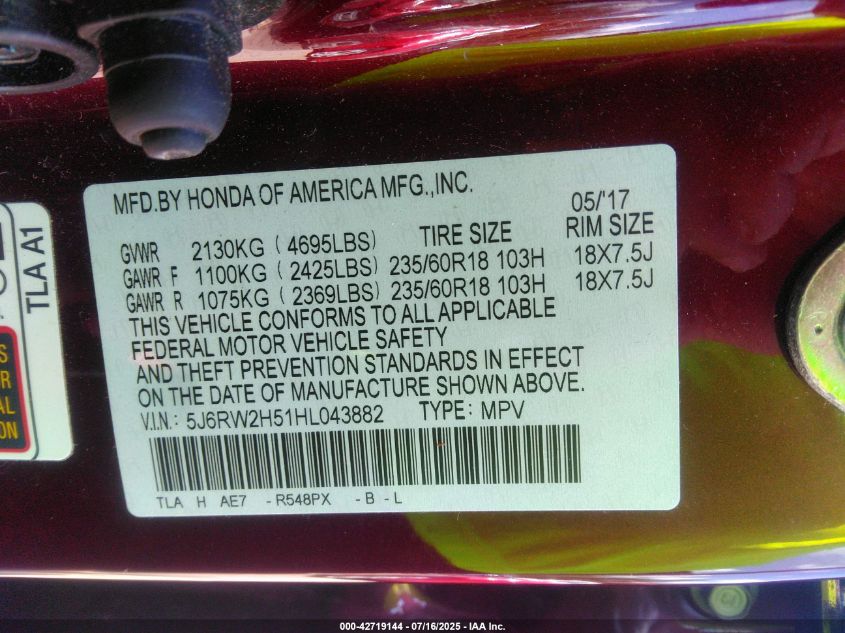 MFD.BY HONDA OF AMERICA MFG.,INC.
05/'17
GVWR 2130KG (4695LBS) TIRE SIZE RIM SIZE
GAWR F 1100KG (2425LBS) 235/60R18 103H 18X7.5J
GAWR R 1075KG (2369LBS) 235/60R18 103H 18X7.5J
THIS VEHICLE CONFORMS TO ALL APPLICABLE
FEDERAL MOTOR VEHICLE SAFETY
AND THEFT PREVENTION STANDARDS IN EFFECT
ON THE DATE OF MANUFACTURE SHOWN ABOVE.
V.I.N.: 5J6RW2H51HL043882 TYPE: MPV
TLA H AE7 -R548PX -B -L
TLA A1
000-42719144 - 07/16/2025 - IAA Inc.